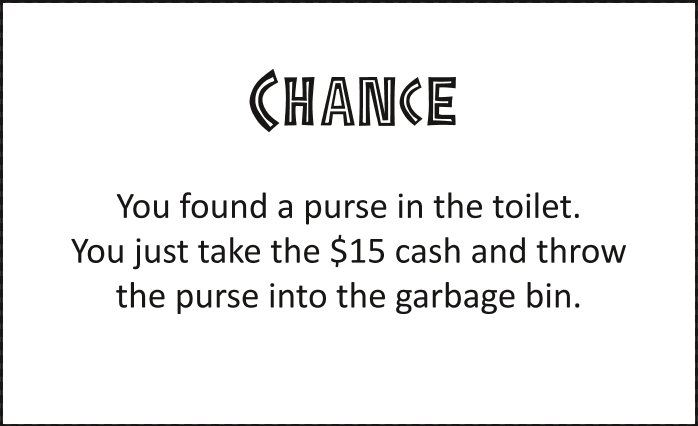 CHANCE
You found a purse in the toilet.
You just take the $15 cash and throw
the purse into the garbage bin.